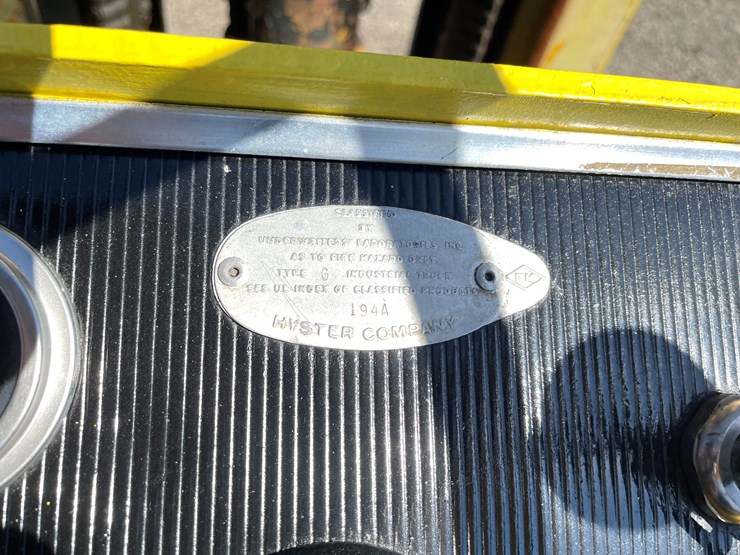 CLASSIFIED
BY
UNDERWRITERS' LABORATORIES, INC.
AS TO FIRE HAZARD ONLY.
TYPE G INDUSTRIAL TRUCK
SEE UL INDEX OF CLASSIFIED PRODUCTS
FM
194A
HYSTER COMPANY